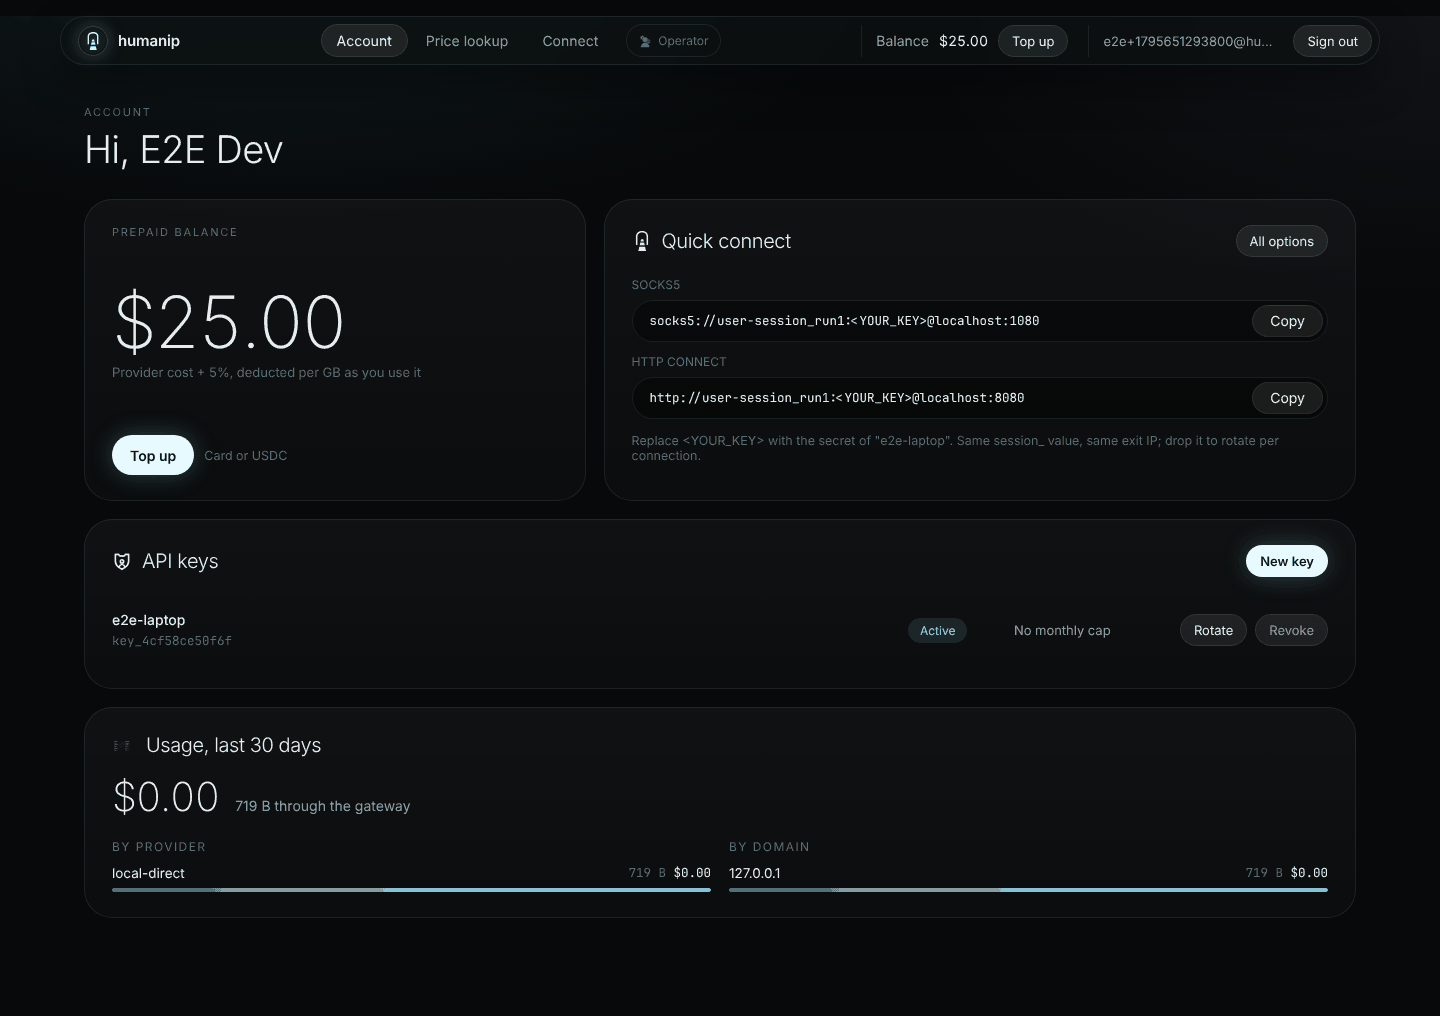 humanip
Account
Price lookup
Connect
Operator
Balance $25.00
Top up
e2e+1795651293800@hu...
Sign out
ACCOUNT
Hi, E2E Dev
PREPAID BALANCE
$25.00
Provider cost + 5%, deducted per GB as you use it
Top up
Card or USDC
Quick connect
All options
SOCKS5
socks5://user-session_run1:<YOUR_KEY>@localhost:1080
Copy
HTTP CONNECT
http://user-session_run1:<YOUR_KEY>@localhost:8080
Copy
Replace <YOUR_KEY> with the secret of "e2e-laptop". Same session_ value, same exit IP; drop it to rotate per
connection.
API keys
New key
e2e-laptop
key_4cf58ce50f6f
Active
No monthly cap
Rotate
Revoke
Usage, last 30 days
$0.00 719 B through the gateway
BY PROVIDER
local-direct 719 B $0.00
BY DOMAIN
127.0.0.1 719 B $0.00